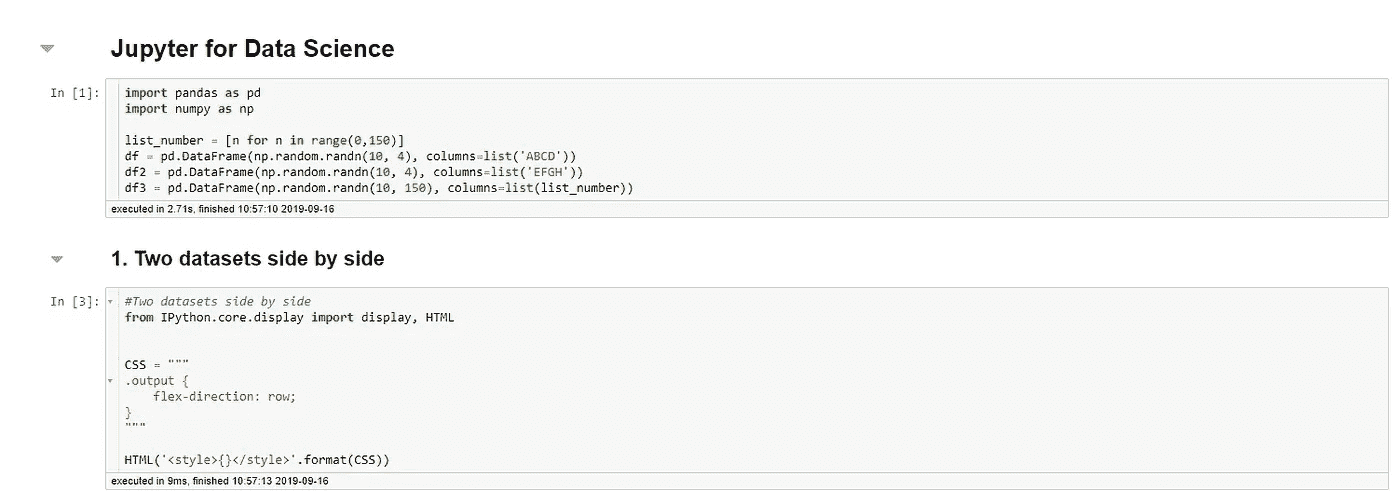 Jupyter for Data Science
In [1]:
import pandas as pd
import numpy as np
list_number = [n for n in range(0,150)]
df = pd.DataFrame(np.random.randn(10, 4), columns=list('ABCD'))
df2 = pd.DataFrame(np.random.randn(10, 4), columns=list('EFGH'))
df3 = pd.DataFrame(np.random.randn(10, 150), columns=list(list_number))
executed in 2.71s, finished 10:57:10 2019-09-16
1. Two datasets side by side
In [3]:
#Two datasets side by side
from IPython.core.display import display, HTML
CSS = """
.output {
    flex-direction: row;
}
"""
HTML('<style>{}</style>'.format(CSS))
executed in 9ms, finished 10:57:13 2019-09-16